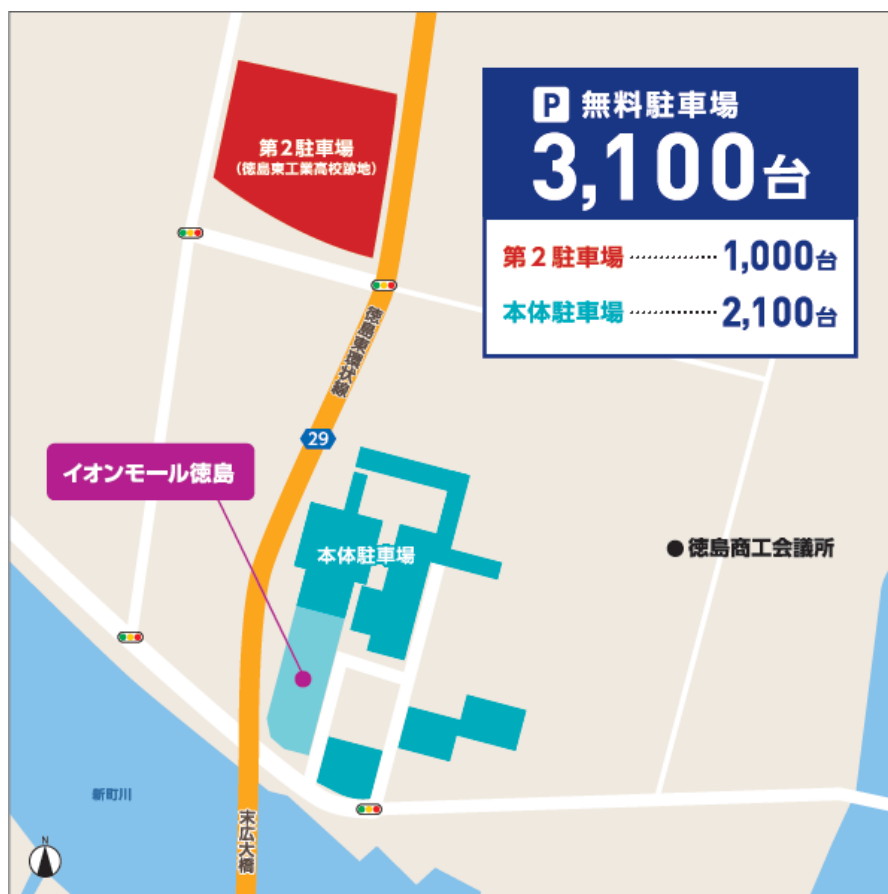 P 無料駐車場
3,100台
第2駐車場 1,000台
本体駐車場 2,100台
第2駐車場
(徳島東工業高校跡地)
徳島東環状線
29
イオンモール徳島
本体駐車場
徳島商工会議所
新町川
末広大橋
N